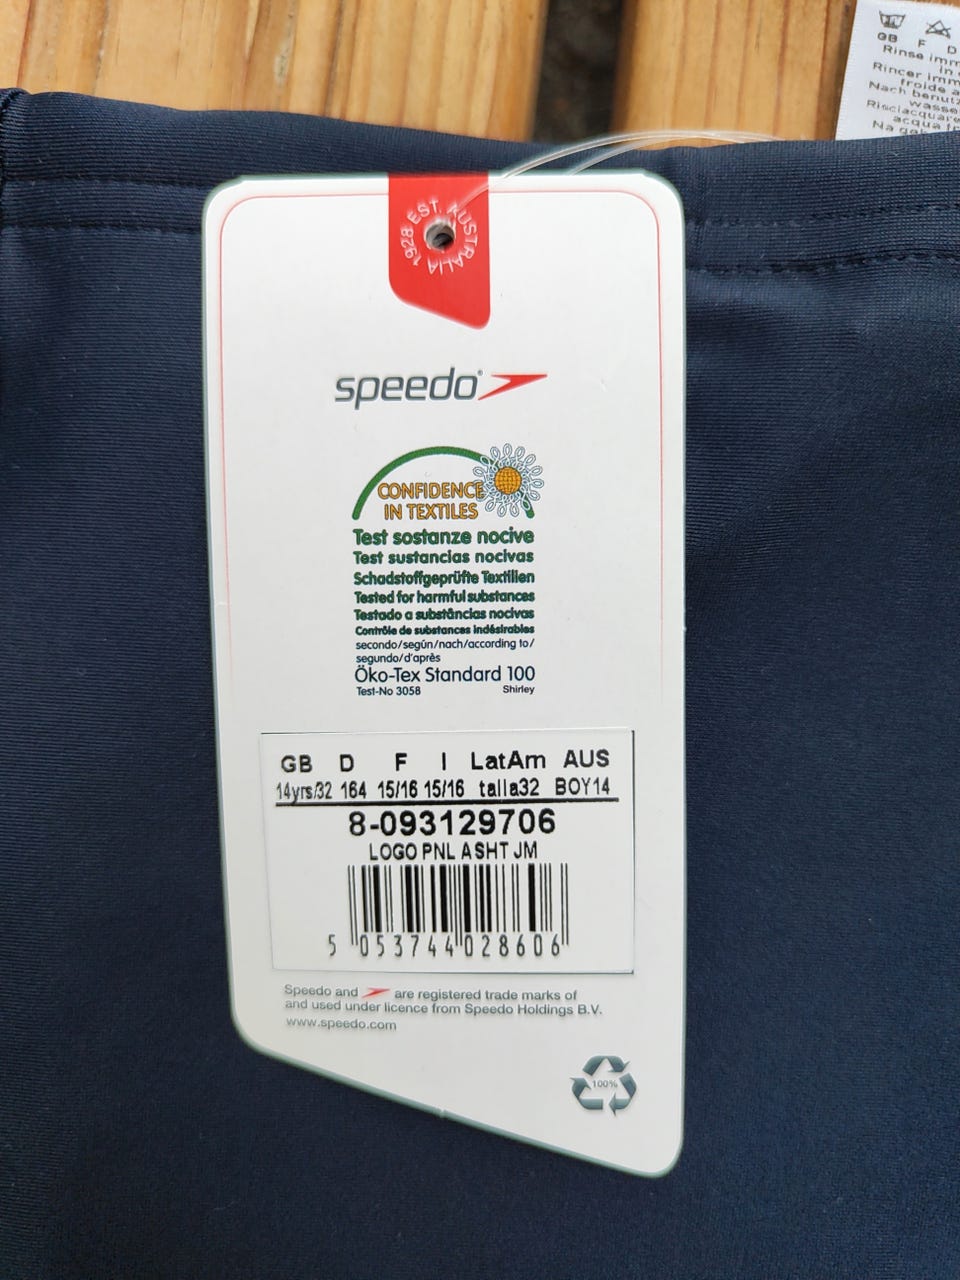 GB F D
Rinse imm
in
Rincer imm
froide a
Nach benutz
wasse
Risciacquare
acqua f
Na geb
1928 EST. AUSTRALIA
speedo
CONFIDENCE
IN TEXTILES
Test sostanze nocive
Test sustancias nocivas
Schadstoffgeprüfte Textilien
Tested for harmful substances
Testado a substâncias nocivas
Contrôle de substances indésirables
secondo/según/nach/according to/
segundo/d'après
Öko-Tex Standard 100
Test-No 3058 Shirley
GB D F I LatAm AUS
14yrs/32 164 15/16 15/16 talla32 BOY14
8-093129706
LOGO PNL ASHT JM
5 053744 028606
Speedo and are registered trade marks of
and used under licence from Speedo Holdings B.V.
www.speedo.com
100%